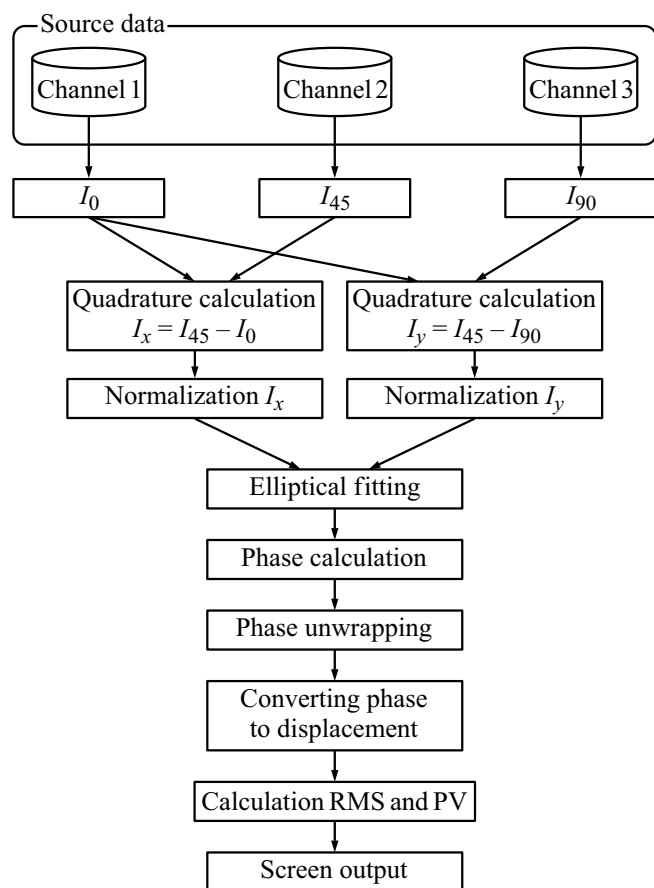 Source data
Channel 1
Channel 2
Channel 3
I0
I45
I90
Quadrature calculation
Ix = I45 – I0
Quadrature calculation
Iy = I45 – I90
Normalization Ix
Normalization Iy
Elliptical fitting
Phase calculation
Phase unwrapping
Converting phase
to displacement
Calculation RMS and PV
Screen output